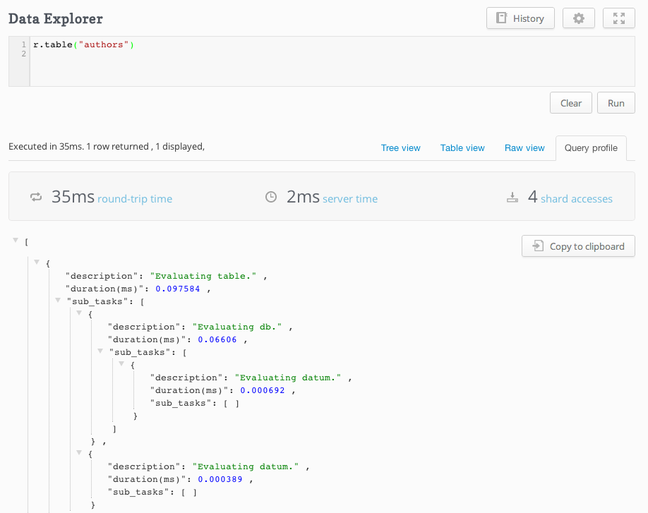 Data Explorer
History
1 r.table("authors")
2
Clear
Run
Executed in 35ms. 1 row returned , 1 displayed,
Tree view
Table view
Raw view
Query profile
35ms round-trip time
2ms server time
4 shard accesses
[
Copy to clipboard
{
"description": "Evaluating table." ,
"duration(ms)": 0.097584 ,
"sub_tasks": [
{
"description": "Evaluating db." ,
"duration(ms)": 0.06606 ,
"sub_tasks": [
{
"description": "Evaluating datum." ,
"duration(ms)": 0.000692 ,
"sub_tasks": [ ]
}
]
} ,
{
"description": "Evaluating datum." ,
"duration(ms)": 0.000389 ,
"sub_tasks": [ ]
}